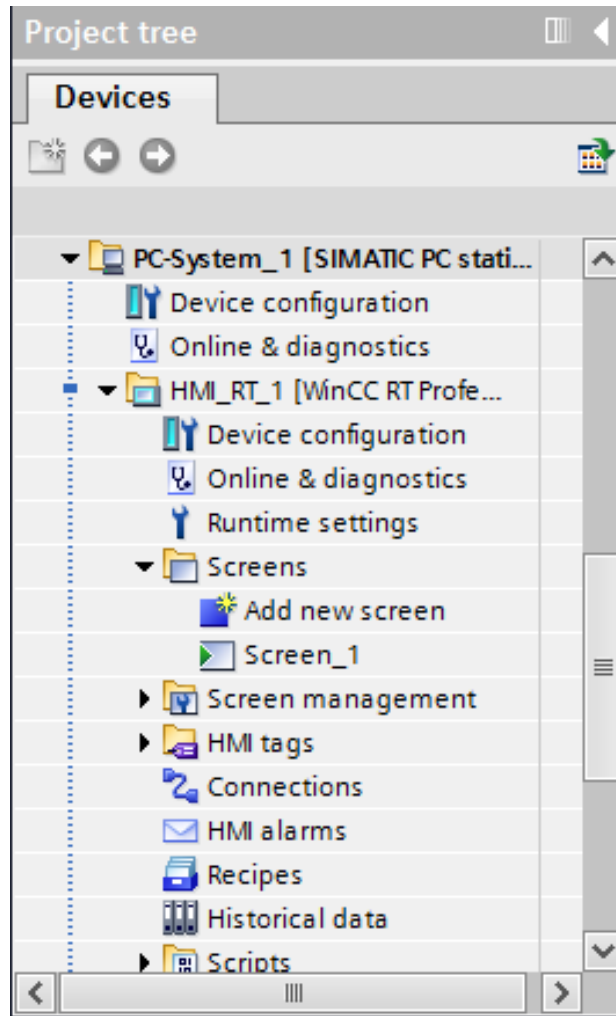 Project tree
Devices
PC-System_1 [SIMATIC PC stati...
Device configuration
Online & diagnostics
HMI_RT_1 [WinCC RT Profe...
Device configuration
Online & diagnostics
Runtime settings
Screens
Add new screen
Screen_1
Screen management
HMI tags
Connections
HMI alarms
Recipes
Historical data
Scripts